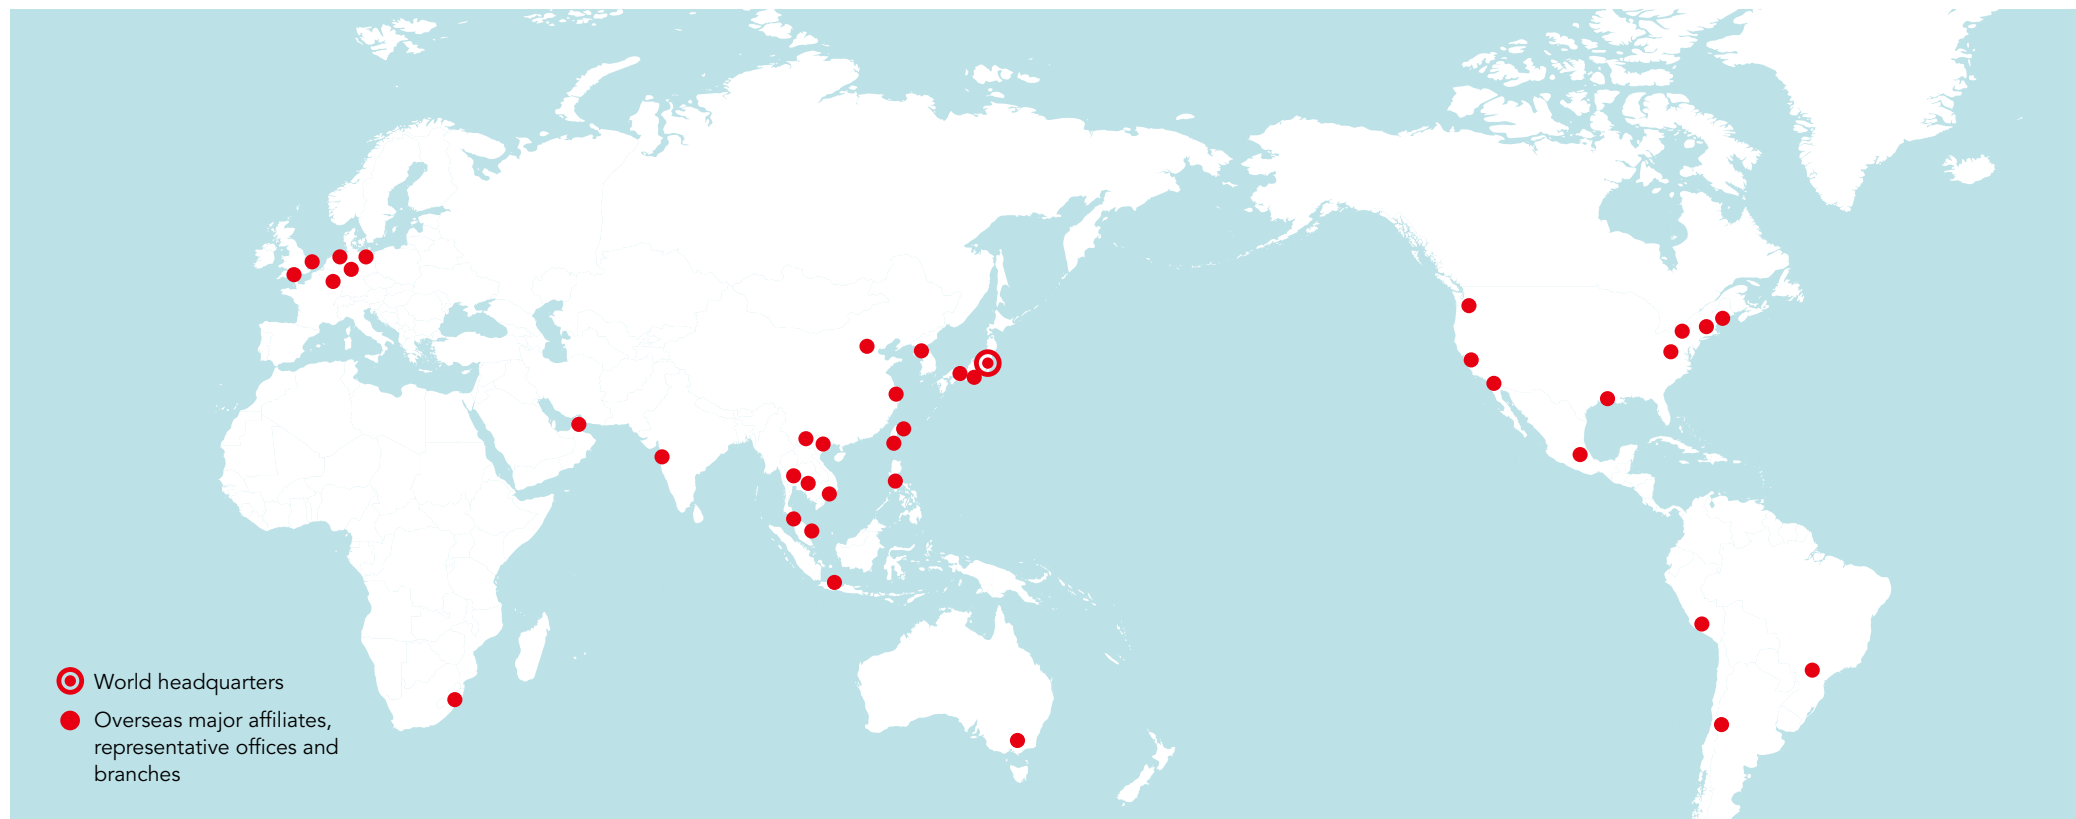 World headquarters
Overseas major affiliates,
representative offices and
branches